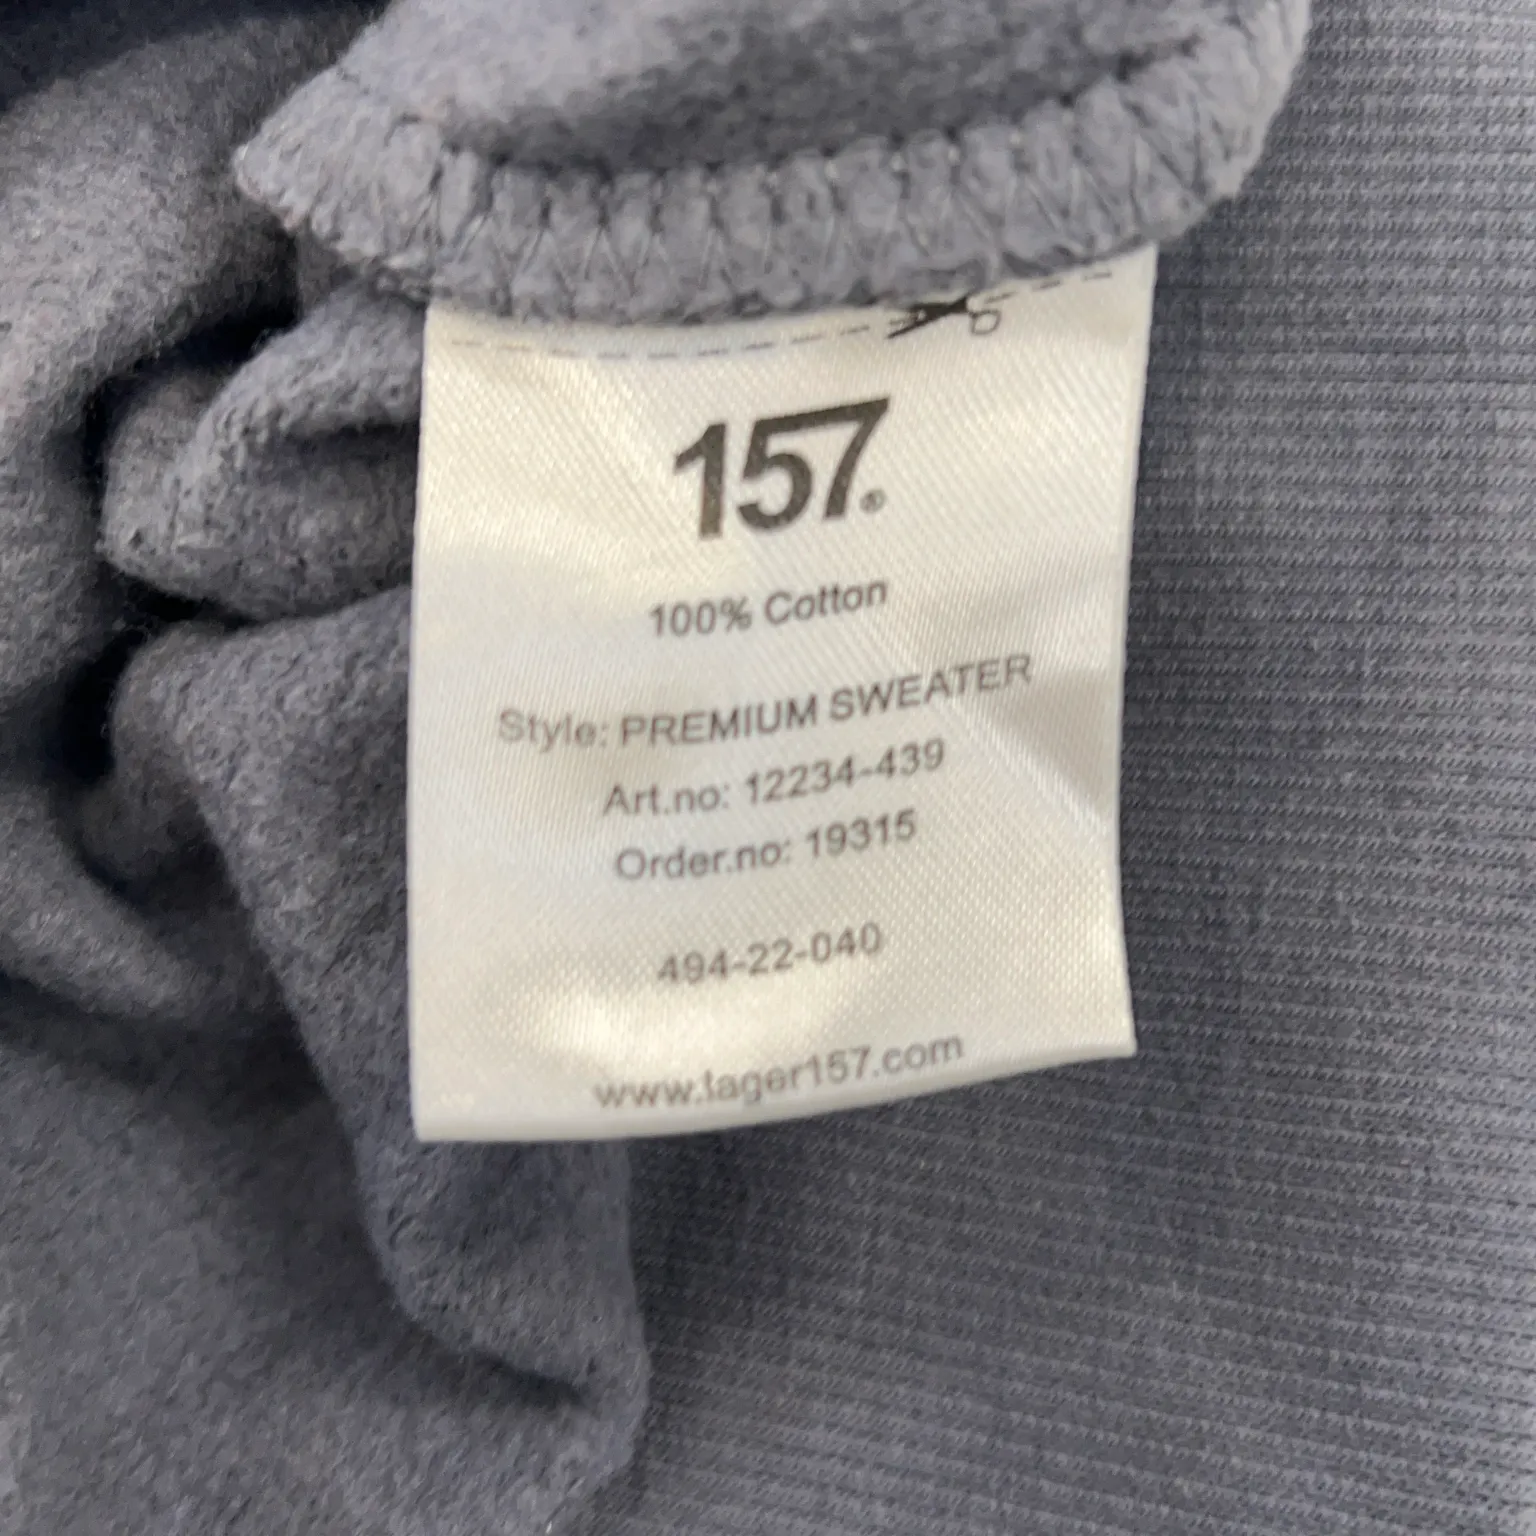 157®
100% Cotton
Style: PREMIUM SWEATER
Art.no: 12234-439
Order.no: 19315
494-22-040
www.lager157.com